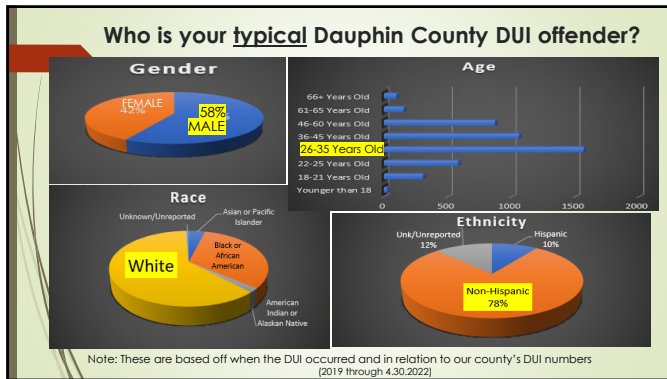 Who is your typical Dauphin County DUI offender?
Gender
FEMALE
42%
58%
MALE
Age
66+ Years Old
61-65 Years Old
46-60 Years Old
36-45 Years Old
26-35 Years Old
22-25 Years Old
18-21 Years Old
Younger than 18
0
500
1000
1500
2000
Race
Unknown/Unreported
Asian or Pacific
Islander
Black or
African
American
White
American
Indian or
Alaskan Native
Ethnicity
Unk/Unreported
12%
Hispanic
10%
Non-Hispanic
78%
Note: These are based off when the DUI occurred and in relation to our county's DUI numbers
(2019 through 4.30.2022)